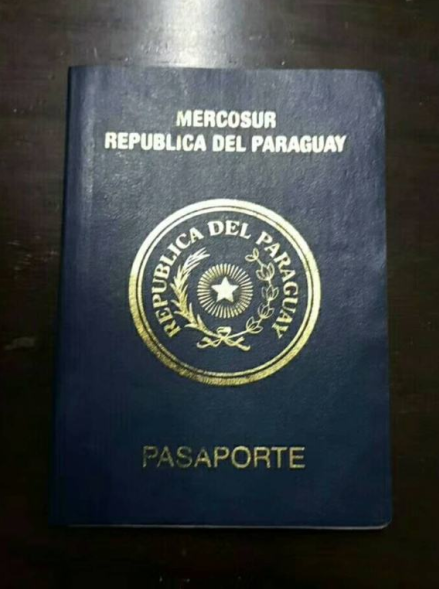 MERCOSUR
REPUBLICA DEL PARAGUAY
REPUBLICA DEL PARAGUAY
PASAPORTE